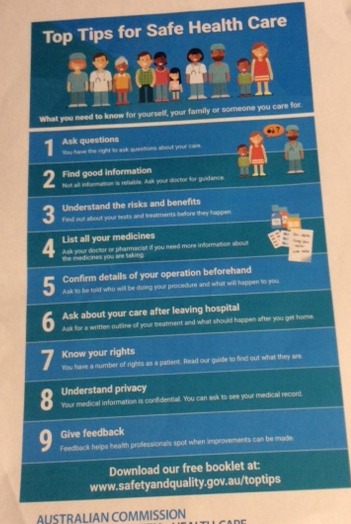 Top Tips for Safe Health Care
What you need to know for yourself, your family or someone you care for.
1 Ask questions
You have the right to ask questions about your care.
2 Find good information
Not all information is reliable. Ask your doctor for guidance.
3 Understand the risks and benefits
Find out about your tests and treatments before they happen.
4 List all your medicines
Ask your doctor or pharmacist if you need more information about
the medicines you are taking.
5 Confirm details of your operation beforehand
Ask to be told who will be doing your procedure and what will happen to you.
6 Ask about your care after leaving hospital
Ask for a written outline of your treatment and what should happen after you get home.
7 Know your rights
You have a number of rights as a patient. Read our guide to find out what they are.
8 Understand privacy
Your medical information is confidential. You can ask to see your medical record.
9 Give feedback
Feedback helps health professionals spot when improvements can be made.
Download our free booklet at:
www.safetyandquality.gov.au/toptips
AUSTRALIAN COMMISSION
HEALTH CARE